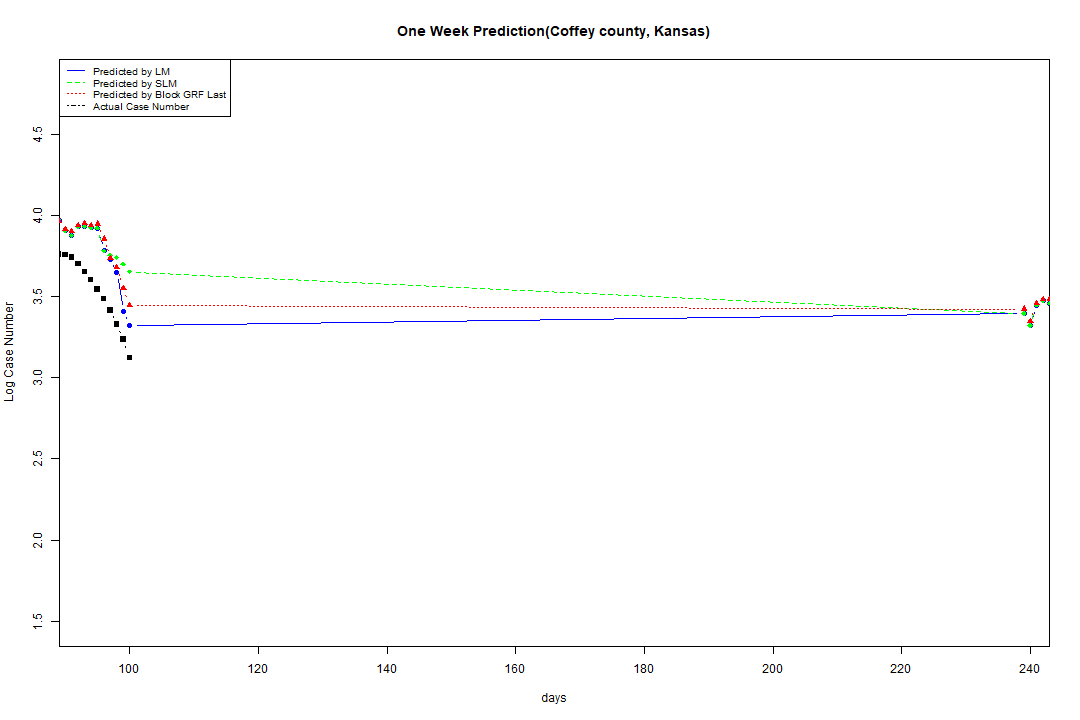 One Week Prediction(Coffey county, Kansas)
Predicted by LM
Predicted by SLM
Predicted by Block GRF Last
Actual Case Number
Log Case Number
4.5
4.0
3.5
3.0
2.5
2.0
1.5
100 120 140 160 180 200 220 240
days